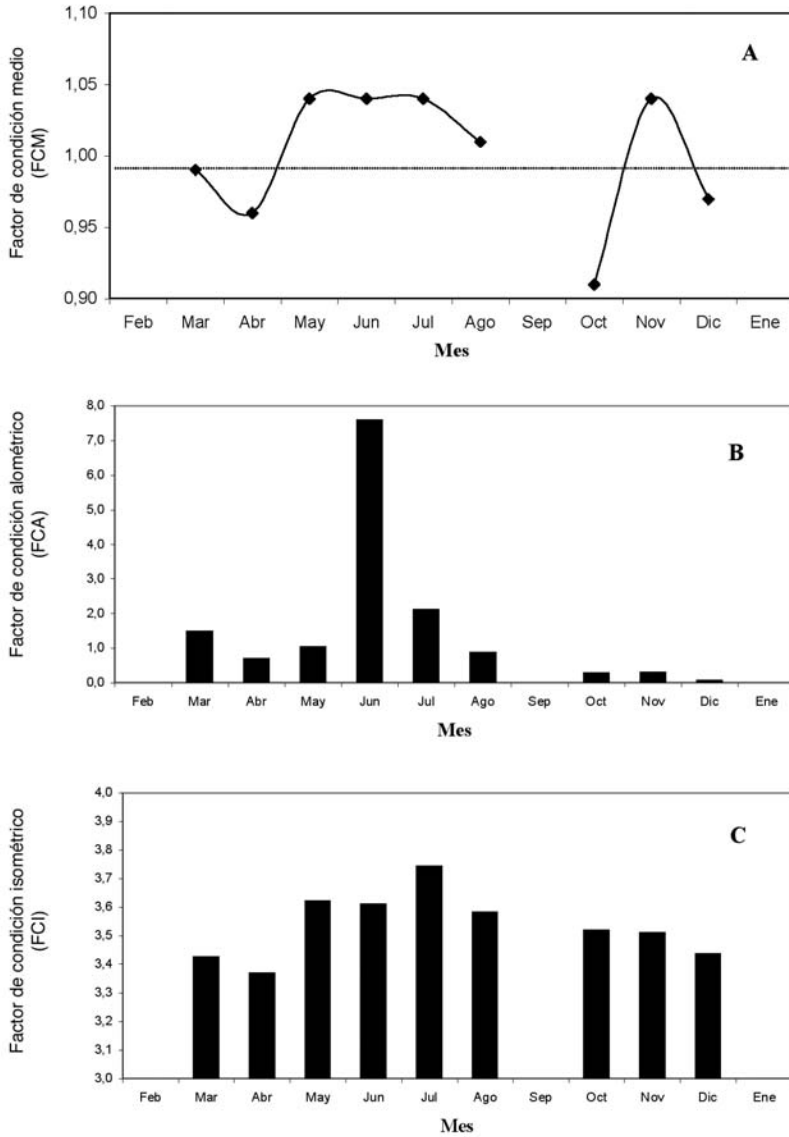 Factor de condición medio
(FCM)
1,10
1,05
1,00
0,95
0,90
A
Feb Mar Abr May Jun Jul Ago Sep Oct Nov Dic Ene
Mes
Factor de condición alométrico
(FCA)
8,0
7,0
6,0
5,0
4,0
3,0
2,0
1,0
0,0
B
Feb Mar Abr May Jun Jul Ago Sep Oct Nov Dic Ene
Mes
Factor de condición isométrico
(FCI)
4,0
3,9
3,8
3,7
3,6
3,5
3,4
3,3
3,2
3,1
3,0
C
Feb Mar Abr May Jun Jul Ago Sep Oct Nov Dic Ene
Mes